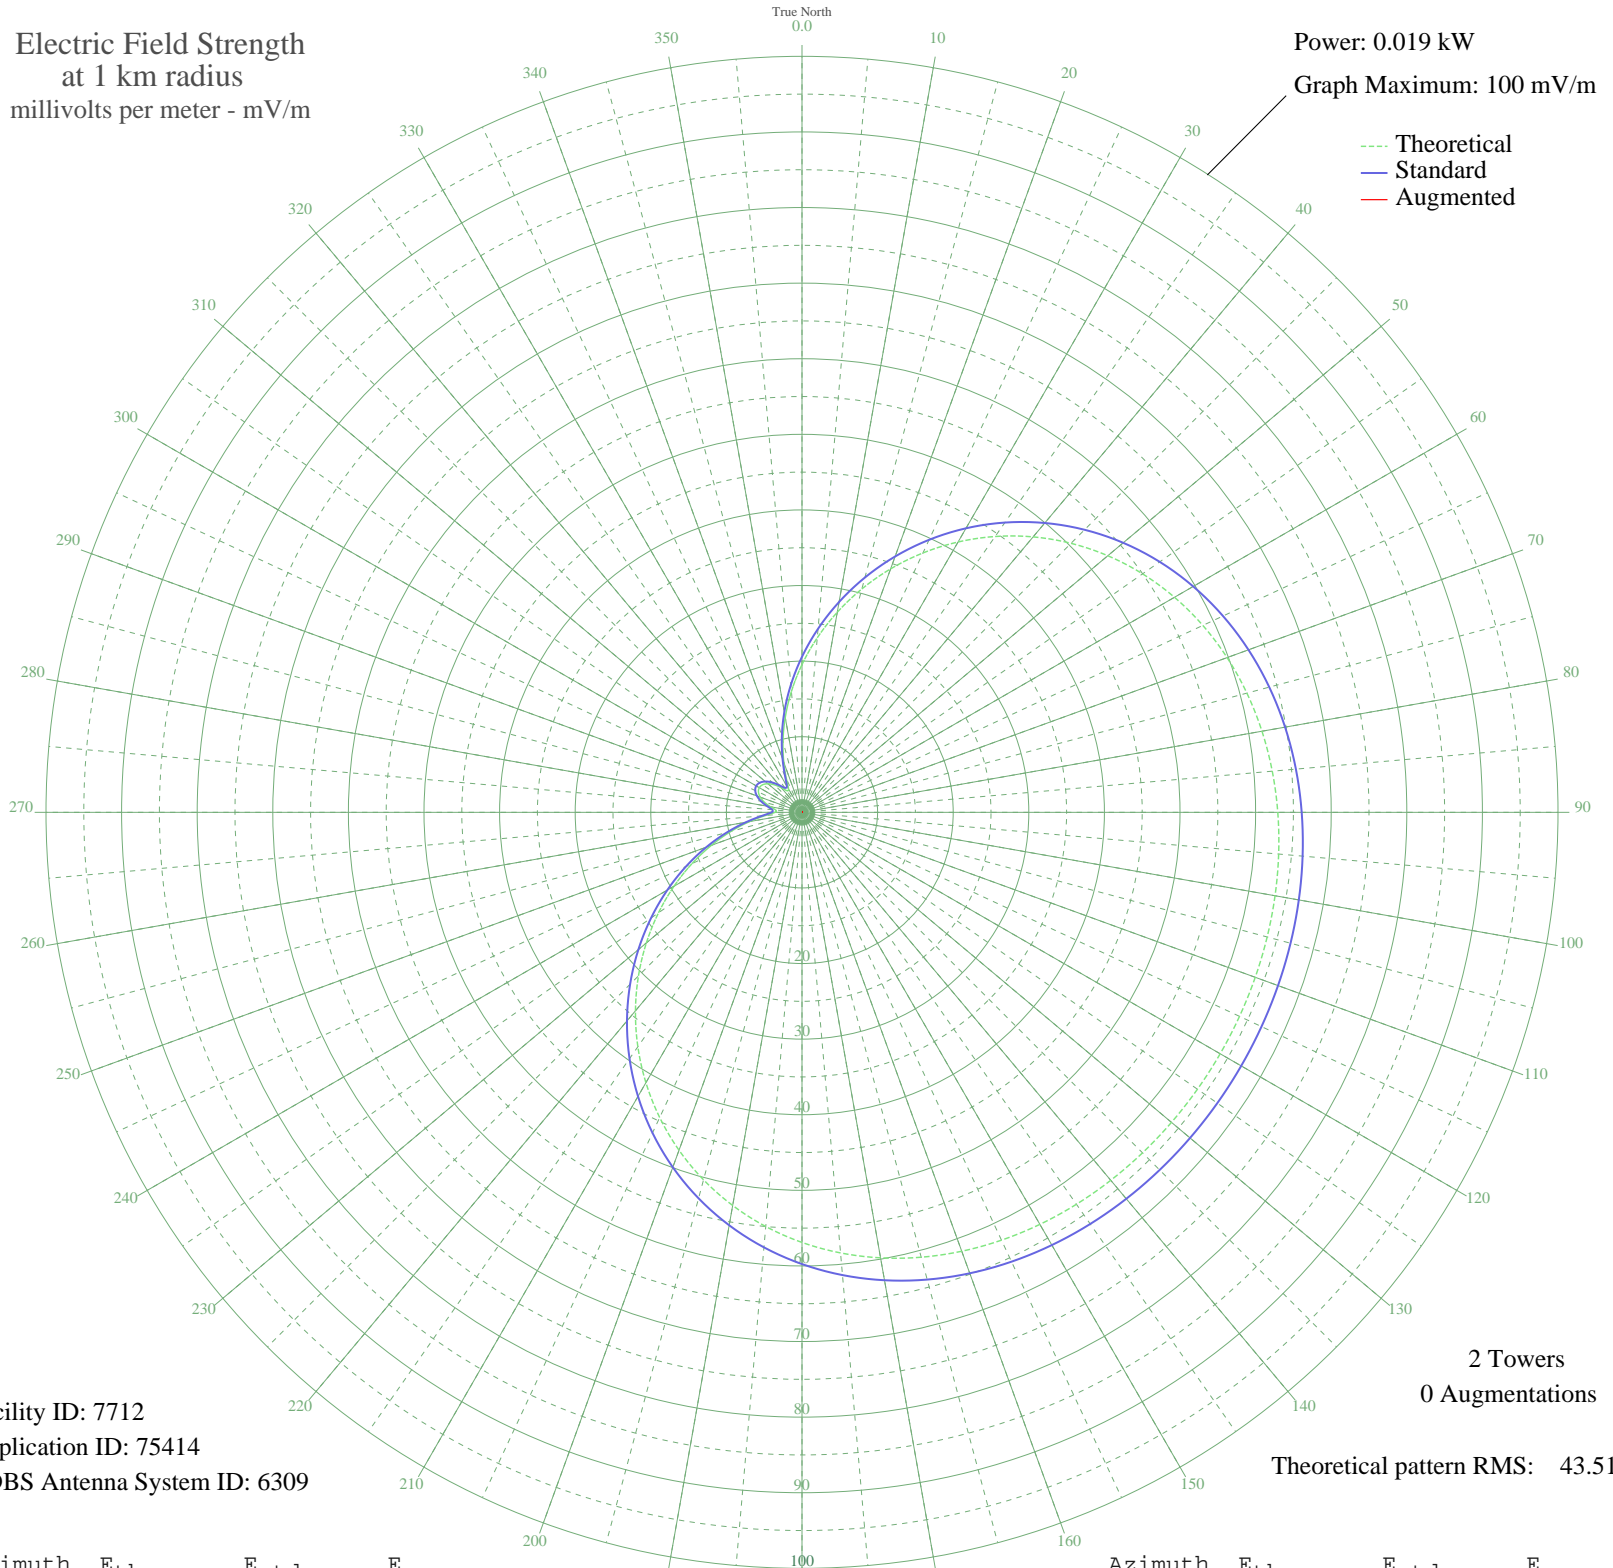 True North
Electric Field Strength
at 1 km radius
millivolts per meter - mV/m
Power: 0.019 kW
Graph Maximum: 100 mV/m
Theoretical
Standard
Augmented
0.0
10
20
30
40
50
60
70
80
90
100
110
120
130
140
150
160
200
210
220
230
240
250
260
270
280
290
300
310
320
330
340
350
20
30
40
50
60
70
80
90
100
2 Towers
0 Augmentations
Theoretical pattern RMS: 43.51
cility ID: 7712
plication ID: 75414
DBS Antenna System ID: 6309
imuth E E E
Azimuth E E E